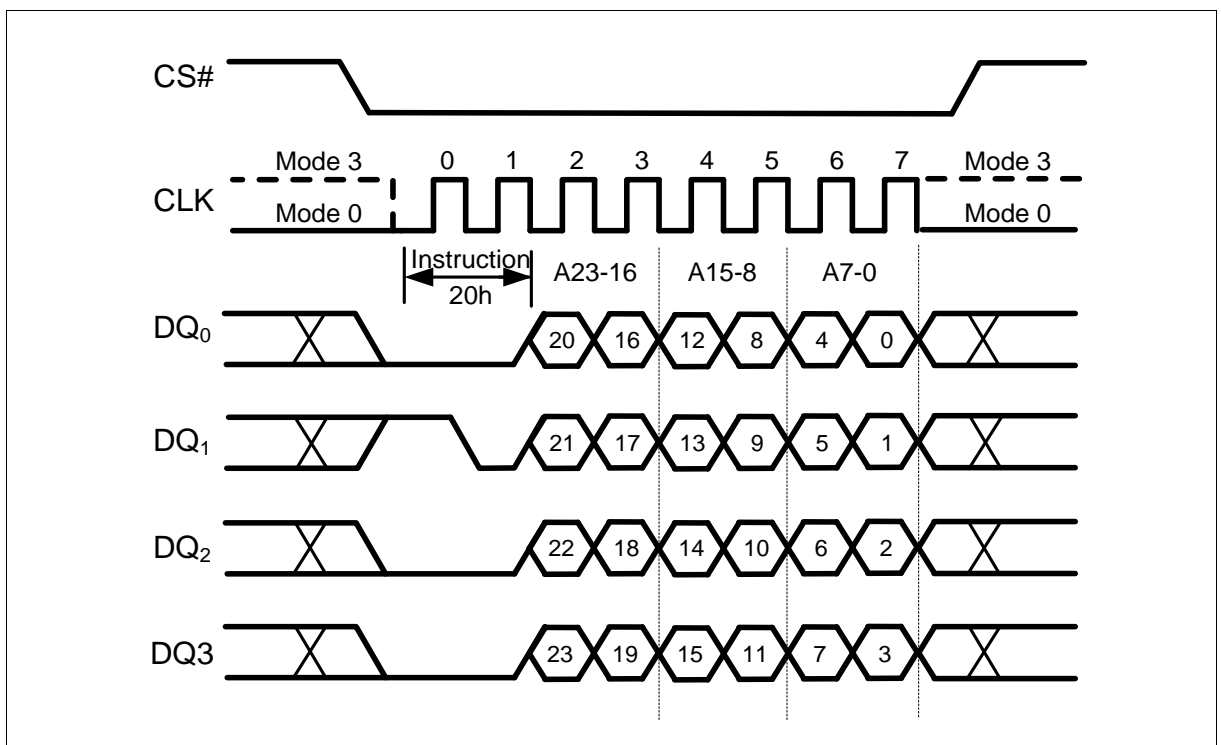 CS#
Mode 3 0 1 2 3 4 5 6 7 Mode 3
CLK
Mode 0 Mode 0
Instruction A23-16 A15-8 A7-0
20h
DQ0 20 16 12 8 4 0
DQ1 21 17 13 9 5 1
DQ2 22 18 14 10 6 2
DQ3 23 19 15 11 7 3